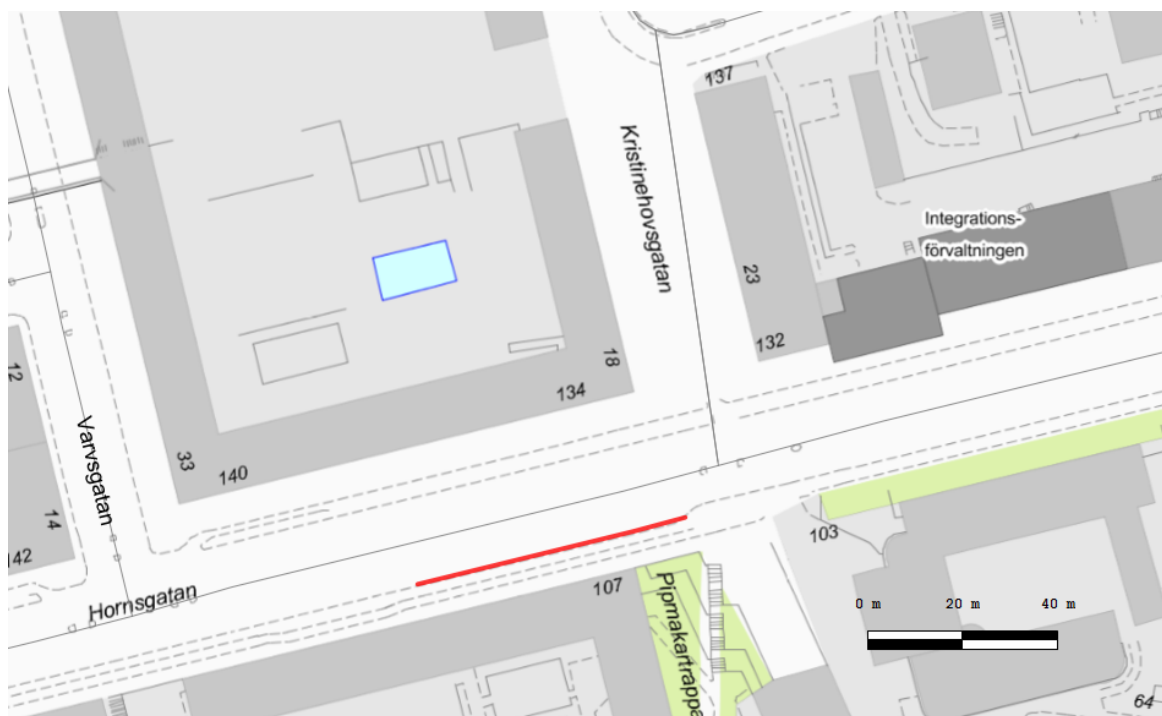 137
Kristinehovsgatan
Integrations-
förvaltningen
23
132
18
134
12
Varvsgatan
33
140
14
142
103
107
Hornsgatan
Pipmakartrappa
0 m
20 m
40 m
64